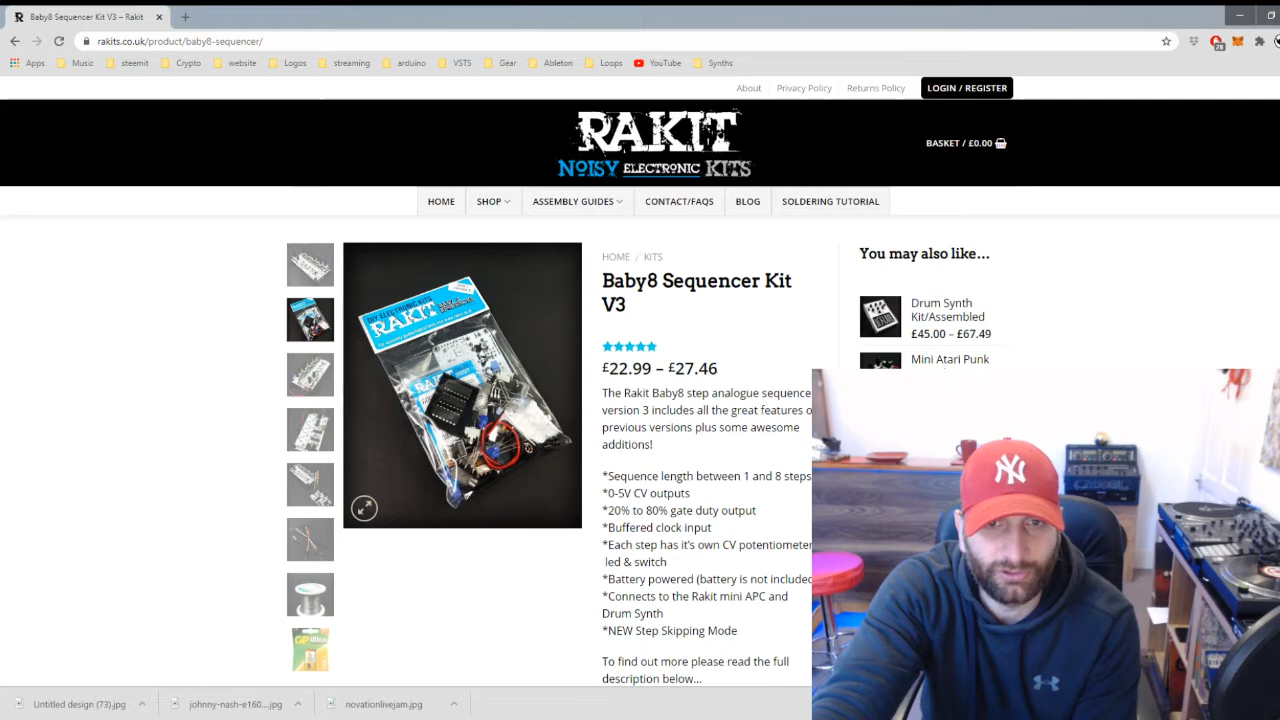 Baby8 Sequencer Kit V3 – Rakit
rakits.co.uk/product/baby8-sequencer/
28
Apps
Music
steemit
Crypto
website
Logos
streaming
arduino
VSTS
Gear
Ableton
Loops
YouTube
Synths
About
Privacy Policy
Returns Policy
LOGIN / REGISTER
RAKIT
NOISY ELECTRONIC KITS
BASKET / £0.00
HOME
SHOP
ASSEMBLY GUIDES
CONTACT/FAQS
BLOG
SOLDERING TUTORIAL
DIY ELECTRONIC KITS
RAKIT
HOME / KITS
Baby8 Sequencer Kit
V3
£22.99 – £27.46
The Rakit Baby8 step analogue sequence
version 3 includes all the great features o
previous versions plus some awesome
additions!
*Sequence length between 1 and 8 steps
*0-5V CV outputs
*20% to 80% gate duty output
*Buffered clock input
*Each step has it's own CV potentiometer
led & switch
*Battery powered (battery is not include
*Connects to the Rakit mini APC and
Drum Synth
*NEW Step Skipping Mode
To find out more please read the full
description below...
You may also like…
Drum Synth
Kit/Assembled
£45.00 – £67.49
Mini Atari Punk
GP Ultra
NY
Untitled design (73).jpg
johnny-nash-e160....jpg
novationlivejam.jpg